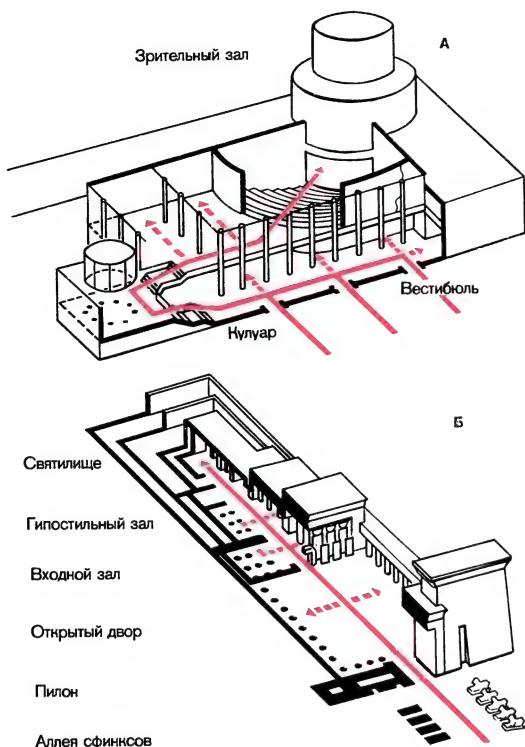 А
Зрительный зал
Вестибюль
Кулуар
Б
Святилище
Гипостильный зал
Входной зал
Открытый двор
Пилон
Аллея сфинксов